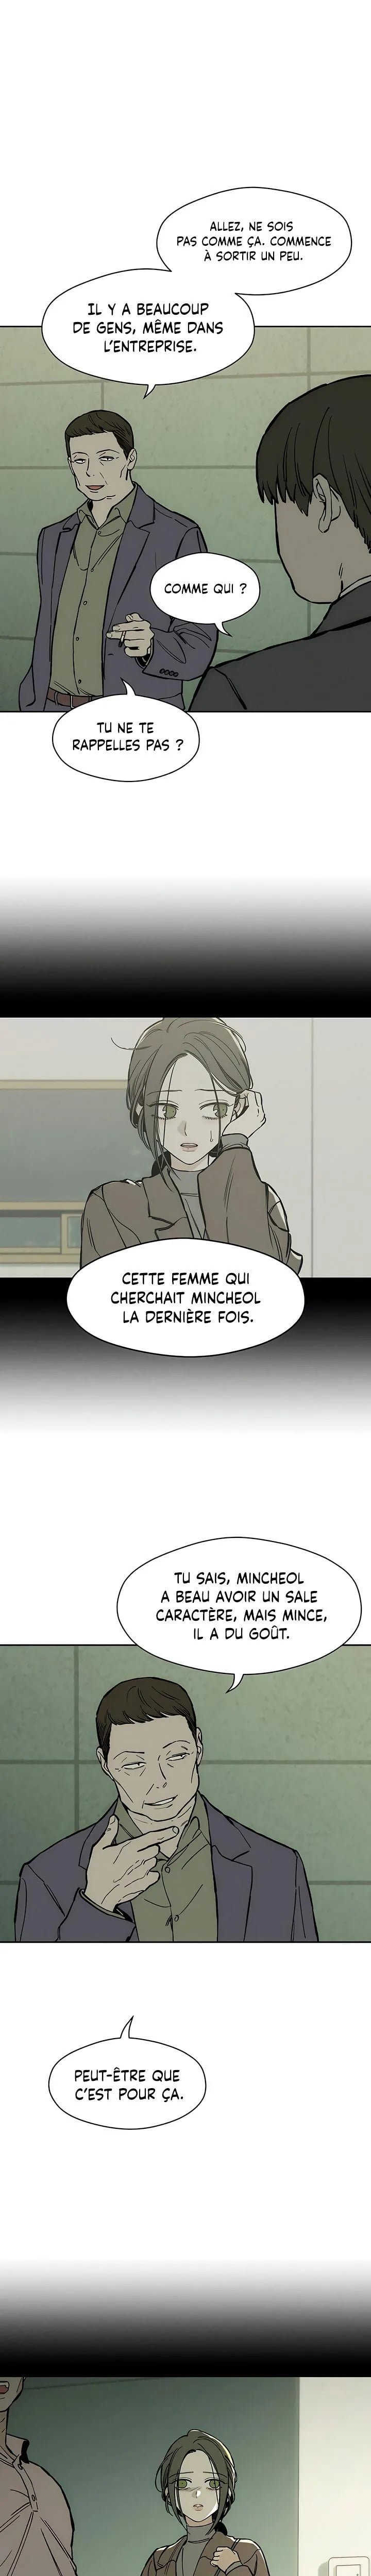 ALLEZ, NE SOIS
PAS COMME ÇA. COMMENCE
À SORTIR UN PEU.
IL Y A BEAUCOUP
DE GENS, MÊME DANS
L'ENTREPRISE.
COMME QUI ?
TU NE TE
RAPPELLES PAS ?
CETTE FEMME QUI
CHERCHAIT MINCHEOL
LA DERNIÈRE FOIS.
TU SAIS, MINCHEOL
A BEAU AVOIR UN SALE
CARACTÈRE, MAIS MINCE,
IL A DU GOÛT.
PEUT-ÊTRE QUE
C'EST POUR ÇA.